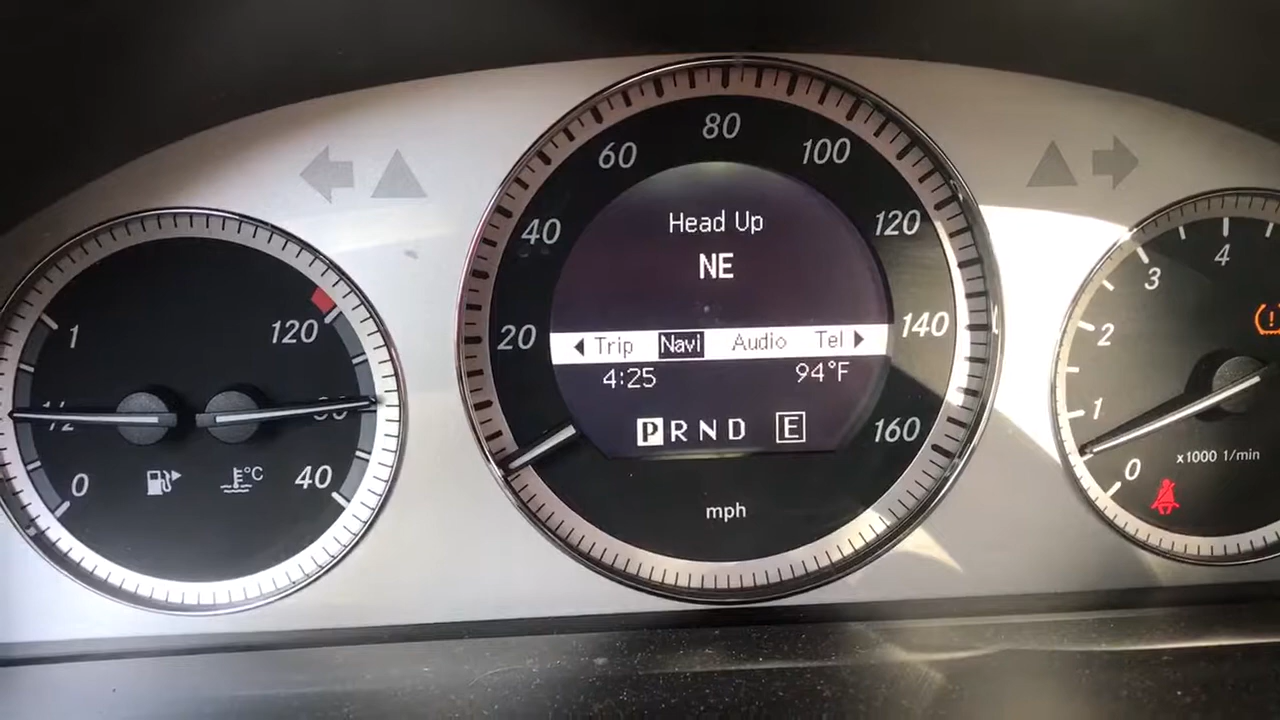 1
1/2
0
120
40
°C
20
40
60
80
100
120
140
160
Head Up
NE
Trip Navi Audio Tel
4:25 94°F
P R N D E
mph
0
1
2
3
4
x1000 1/min
!